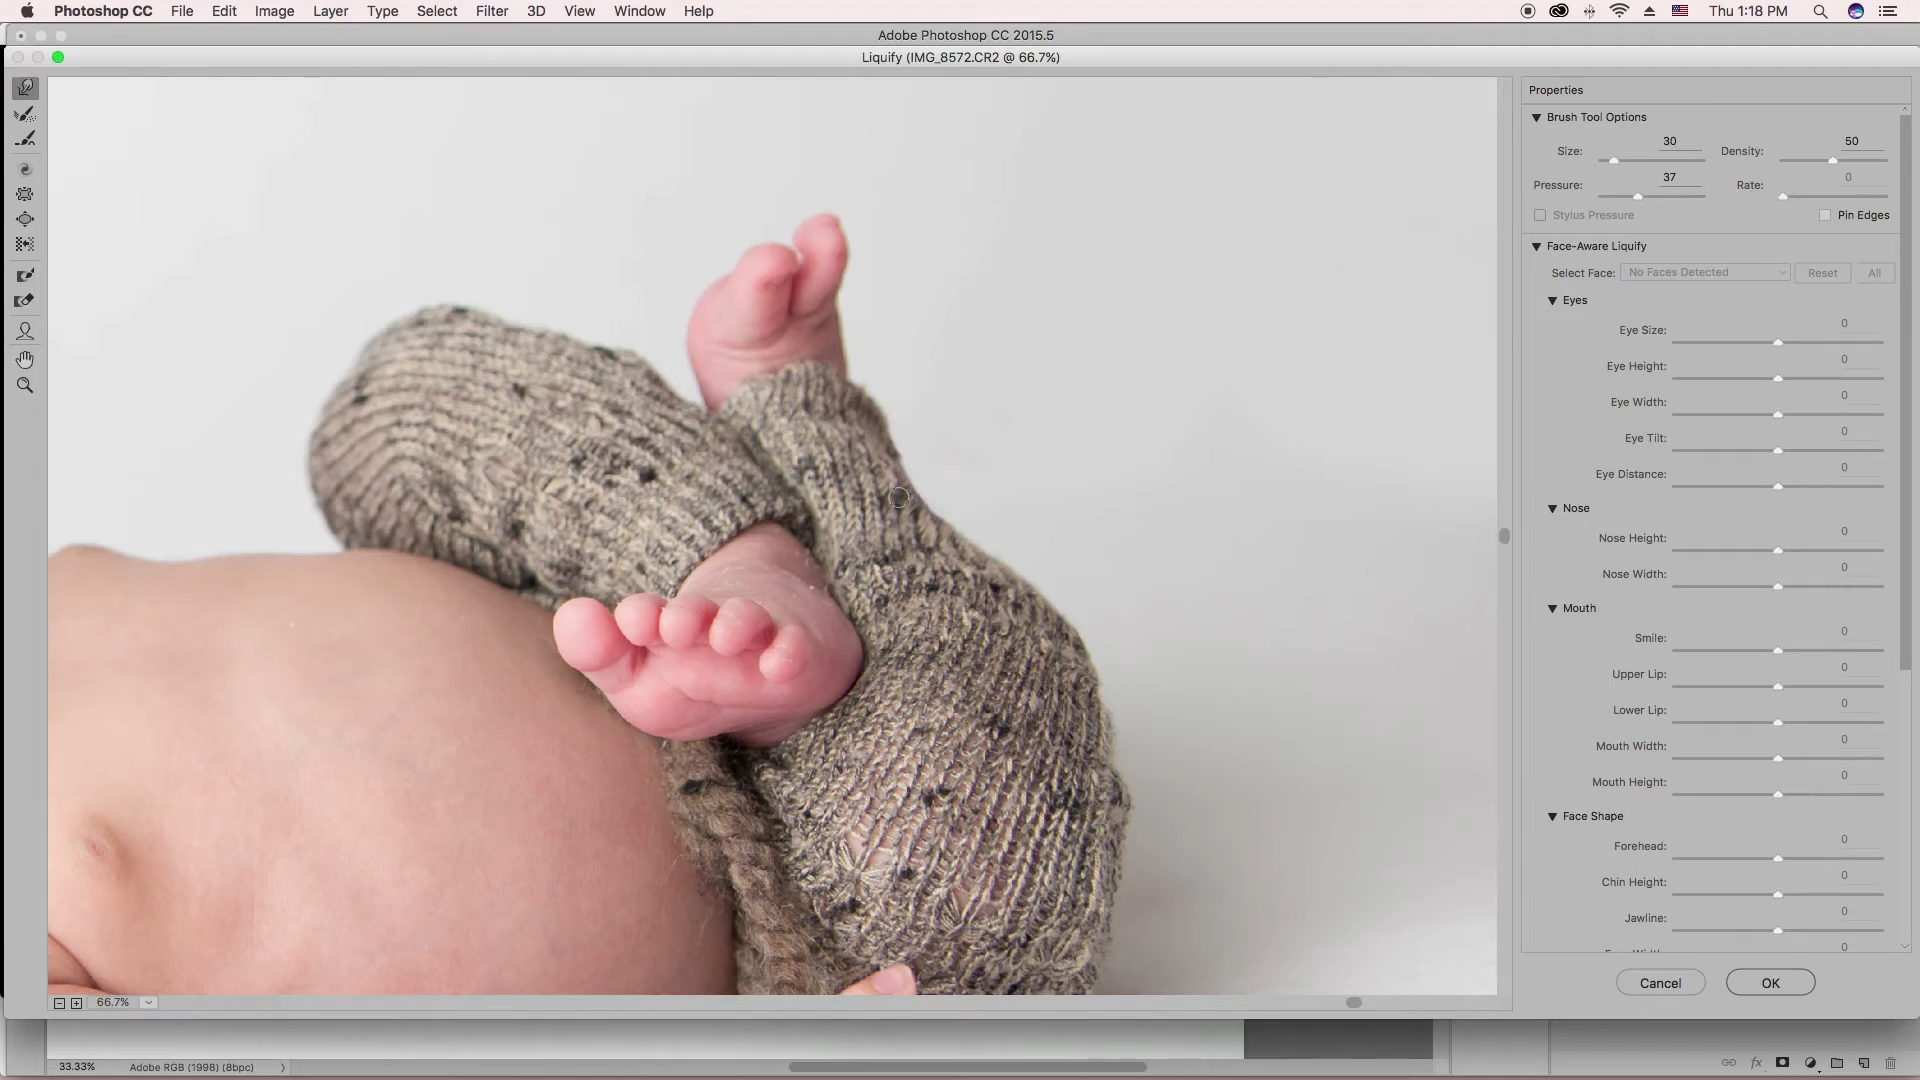 Photoshop CC File Edit Image Layer Type Select Filter 3D View Window Help Thu 1:18 PM
Adobe Photoshop CC 2015.5
Liquify (IMG_8572.CR2 @ 66.7%)
Properties
Brush Tool Options
Size: 30 Density: 50
Pressure: 37 Rate: 0
Stylus Pressure Pin Edges
Face-Aware Liquify
Select Face: No Faces Detected Reset All
Eyes
Eye Size: 0
Eye Height: 0
Eye Width: 0
Eye Tilt: 0
Eye Distance: 0
Nose
Nose Height: 0
Nose Width: 0
Mouth
Smile: 0
Upper Lip: 0
Lower Lip: 0
Mouth Width: 0
Mouth Height: 0
Face Shape
Forehead: 0
Chin Height: 0
Jawline: 0
0
Cancel OK
66.7%
33.33% Adobe RGB (1998) (8bpc)
fx